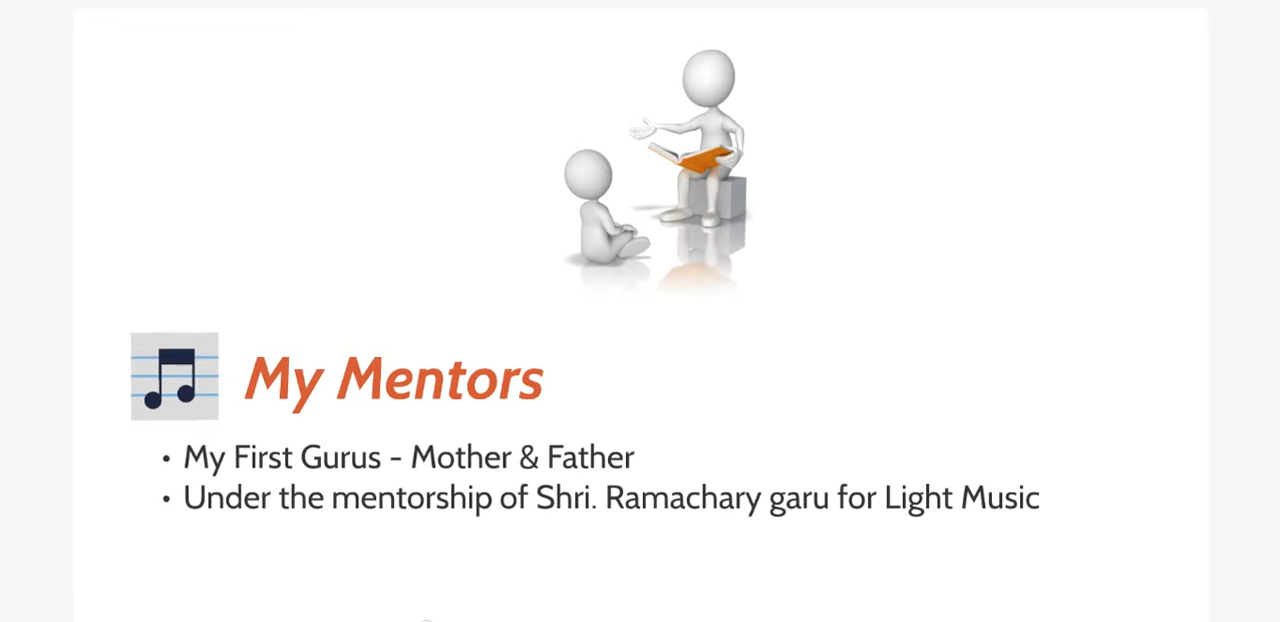 My Mentors
• My First Gurus - Mother & Father
• Under the mentorship of Shri. Ramachary garu for Light Music